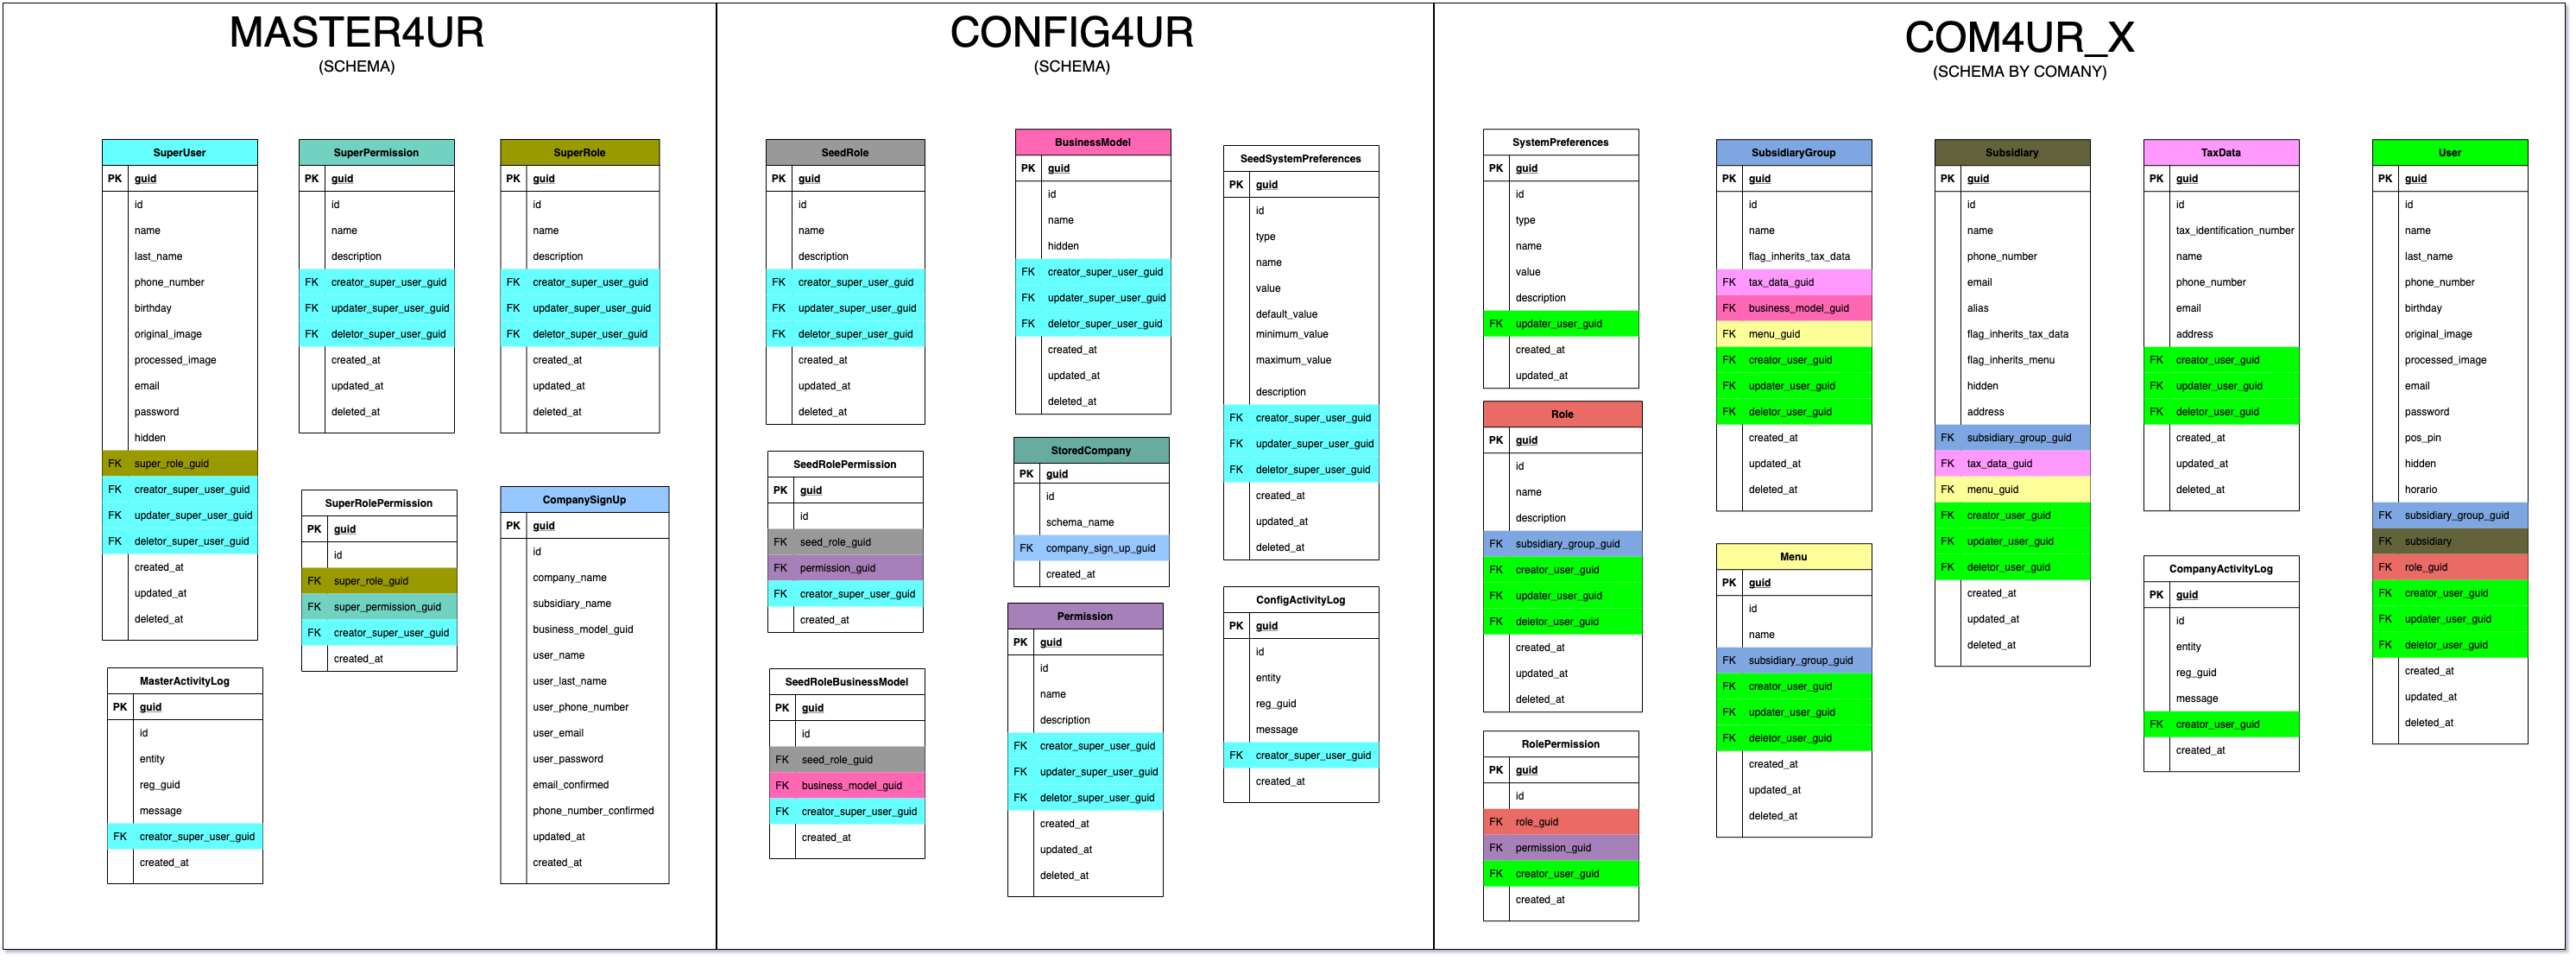 MASTER4UR
(SCHEMA)
SuperUser
PK guid
id
name
last_name
phone_number
birthday
original_image
processed_image
email
password
hidden
FK super_role_guid
FK creator_super_user_guid
FK updater_super_user_guid
FK deletor_super_user_guid
created_at
updated_at
deleted_at
SuperPermission
PK guid
id
name
description
FK creator_super_user_guid
FK updater_super_user_guid
FK deletor_super_user_guid
created_at
updated_at
deleted_at
SuperRole
PK guid
id
name
description
FK creator_super_user_guid
FK updater_super_user_guid
FK deletor_super_user_guid
created_at
updated_at
deleted_at
MasterActivityLog
PK guid
id
entity
reg_guid
message
FK creator_super_user_guid
created_at
SuperRolePermission
PK guid
id
FK super_role_guid
FK super_permission_guid
FK creator_super_user_guid
created_at
CompanySignUp
PK guid
id
company_name
subsidiary_name
business_model_guid
user_name
user_last_name
user_phone_number
user_email
user_password
email_confirmed
phone_number_confirmed
updated_at
created_at
CONFIG4UR
(SCHEMA)
SeedRole
PK guid
id
name
description
FK creator_super_user_guid
FK updater_super_user_guid
FK deletor_super_user_guid
created_at
updated_at
deleted_at
SeedRolePermission
PK guid
id
FK seed_role_guid
FK permission_guid
FK creator_super_user_guid
created_at
SeedRoleBusinessModel
PK guid
id
FK seed_role_guid
FK business_model_guid
FK creator_super_user_guid
created_at
BusinessModel
PK guid
id
name
hidden
FK creator_super_user_guid
FK updater_super_user_guid
FK deletor_super_user_guid
created_at
updated_at
deleted_at
StoredCompany
PK guid
id
schema_name
FK company_sign_up_guid
created_at
Permission
PK guid
id
name
description
FK creator_super_user_guid
FK updater_super_user_guid
FK deletor_super_user_guid
created_at
updated_at
deleted_at
SeedSystemPreferences
PK guid
id
type
name
value
default_value
minimum_value
maximum_value
description
FK creator_super_user_guid
FK updater_super_user_guid
FK deletor_super_user_guid
created_at
updated_at
deleted_at
ConfigActivityLog
PK guid
id
entity
reg_guid
message
FK creator_super_user_guid
created_at
COM4UR_X
(SCHEMA BY COMANY)
SystemPreferences
PK guid
id
type
name
value
description
FK updater_user_guid
created_at
updated_at
Role
PK guid
id
name
description
FK subsidiary_group_guid
FK creator_user_guid
FK updater_user_guid
FK deletor_user_guid
created_at
updated_at
deleted_at
RolePermission
PK guid
id
FK role_guid
FK permission_guid
FK creator_user_guid
created_at
SubsidiaryGroup
PK guid
id
name
flag_inherits_tax_data
FK tax_data_guid
FK business_model_guid
FK menu_guid
FK creator_user_guid
FK updater_user_guid
FK deletor_user_guid
created_at
updated_at
deleted_at
Menu
PK guid
id
name
FK subsidiary_group_guid
FK creator_user_guid
FK updater_user_guid
FK deletor_user_guid
created_at
updated_at
deleted_at
Subsidiary
PK guid
id
name
phone_number
email
alias
flag_inherits_tax_data
flag_inherits_menu
hidden
address
FK subsidiary_group_guid
FK tax_data_guid
FK menu_guid
FK creator_user_guid
FK updater_user_guid
FK deletor_user_guid
created_at
updated_at
deleted_at
TaxData
PK guid
id
tax_identification_number
name
phone_number
email
address
FK creator_user_guid
FK updater_user_guid
FK deletor_user_guid
created_at
updated_at
deleted_at
CompanyActivityLog
PK guid
id
entity
reg_guid
message
FK creator_user_guid
created_at
User
PK guid
id
name
last_name
phone_number
birthday
original_image
processed_image
email
password
pos_pin
hidden
horario
FK subsidiary_group_guid
FK subsidiary
FK role_guid
FK creator_user_guid
FK updater_user_guid
FK deletor_user_guid
created_at
updated_at
deleted_at